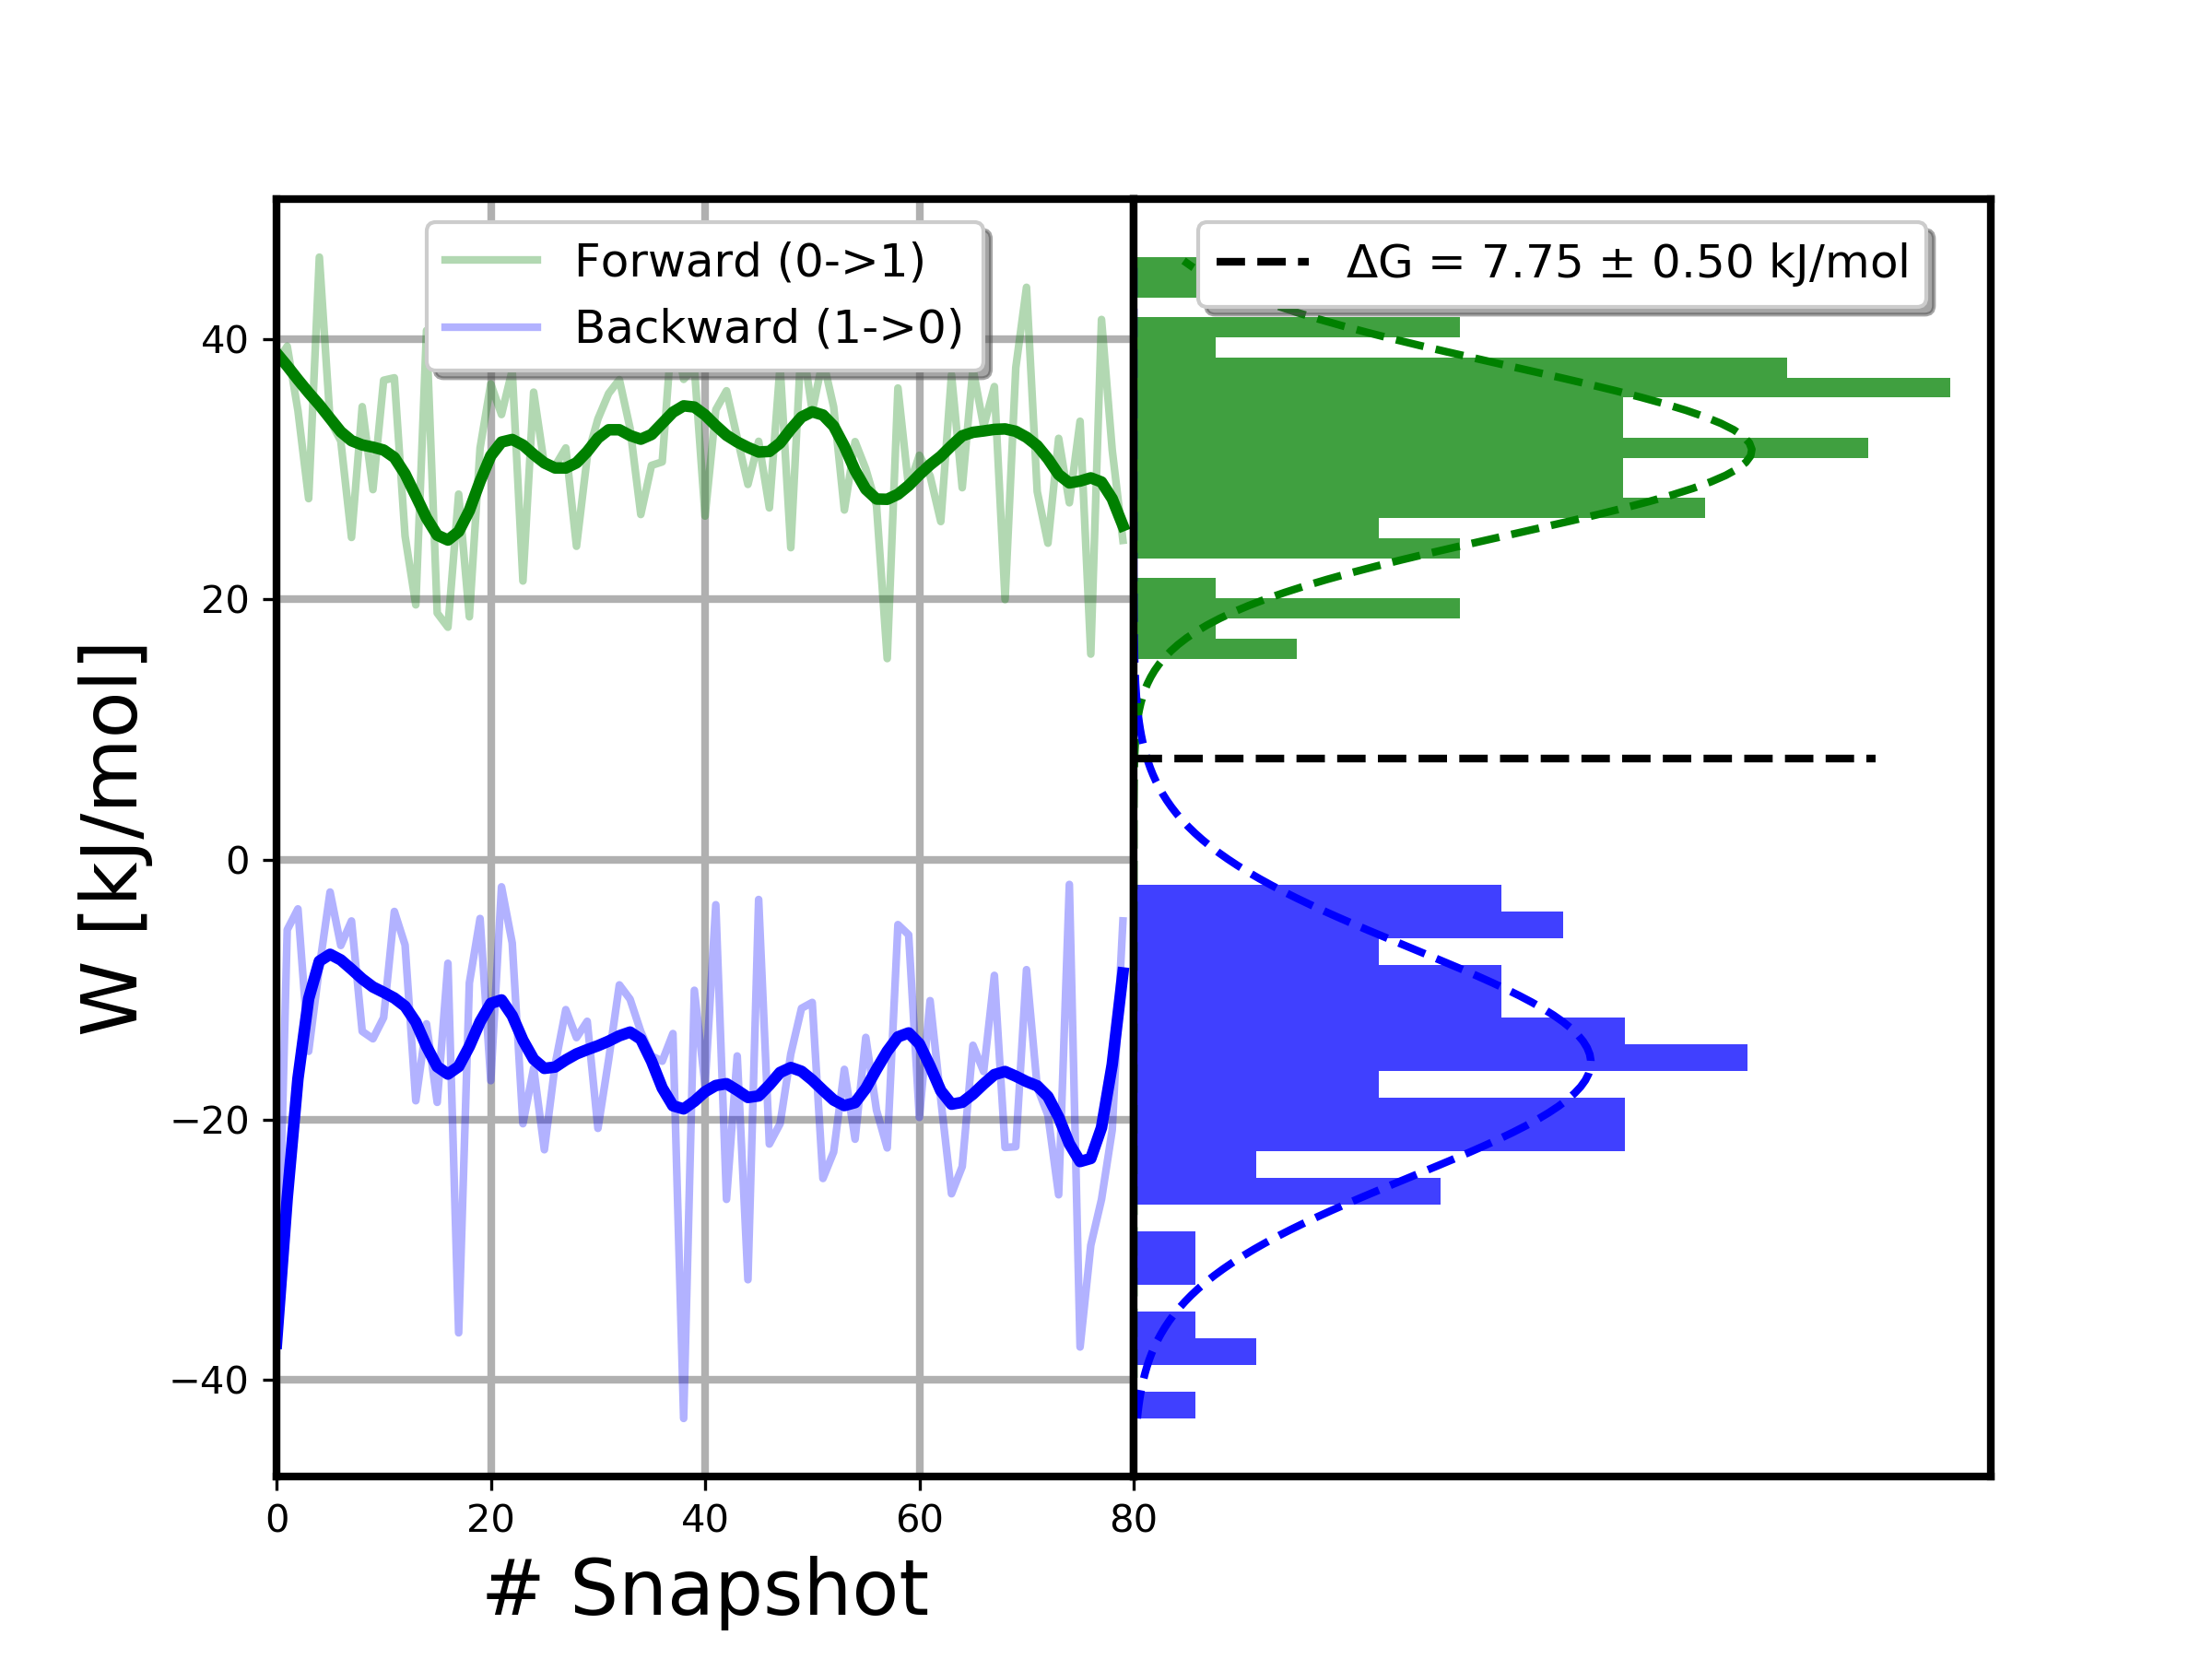 Forward (0->1)
Backward (1->0)
ΔG = 7.75 ± 0.50 kJ/mol
40
20
0
−20
−40
W [kJ/mol]
0 20 40 60 80
# Snapshot